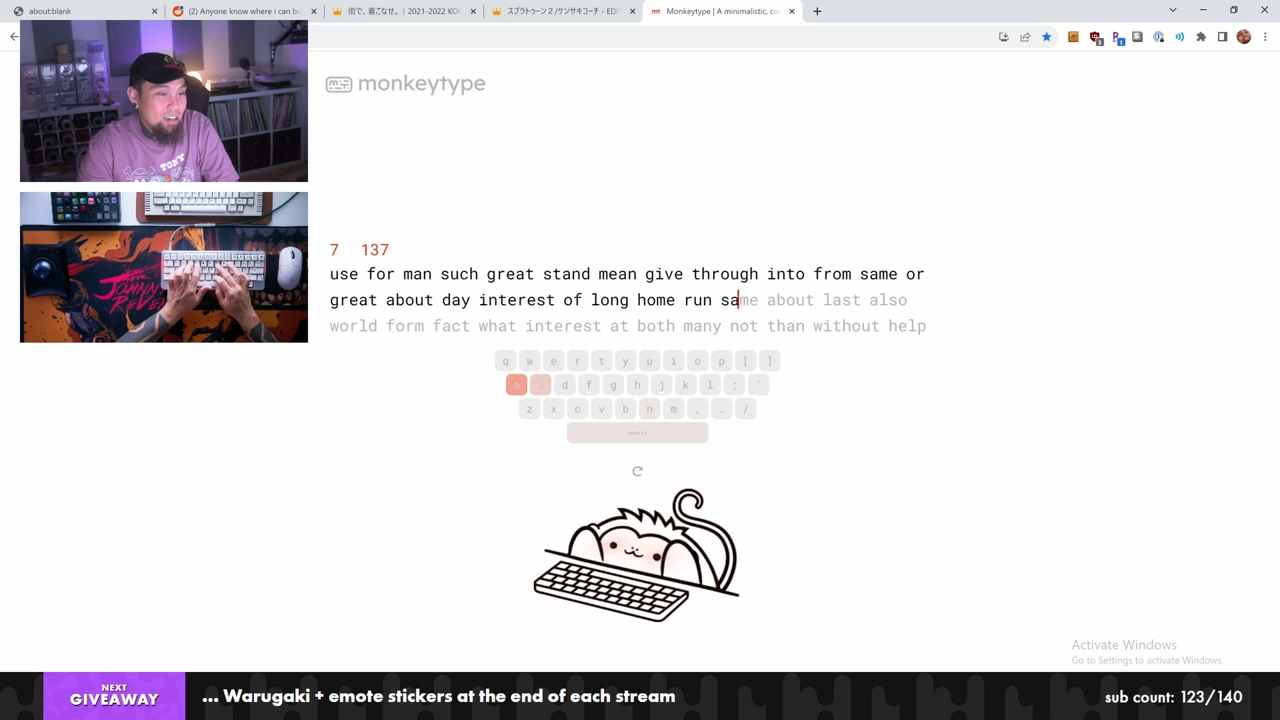 about:blank
(2) Anyone know where i can bu
街で、着こなせ。 | 2021-2022 KOO
スプラトゥーン２/ケンサキコーチ - EDIT
Monkeytype | A minimalistic, cu
monkeytype
TONY
JOHNNY
REVEN
7 137
use for man such great stand mean give through into from same or
great about day interest of long home run same about last also
world form fact what interest at both many not than without help
q w e r t y u i o p [ ]
a s d f g h j k l ; '
z x c v b n m , . /
Activate Windows
Go to Settings to activate Windows.
NEXT
GIVEAWAY
... Warugaki + emote stickers at the end of each stream
sub count: 123/140